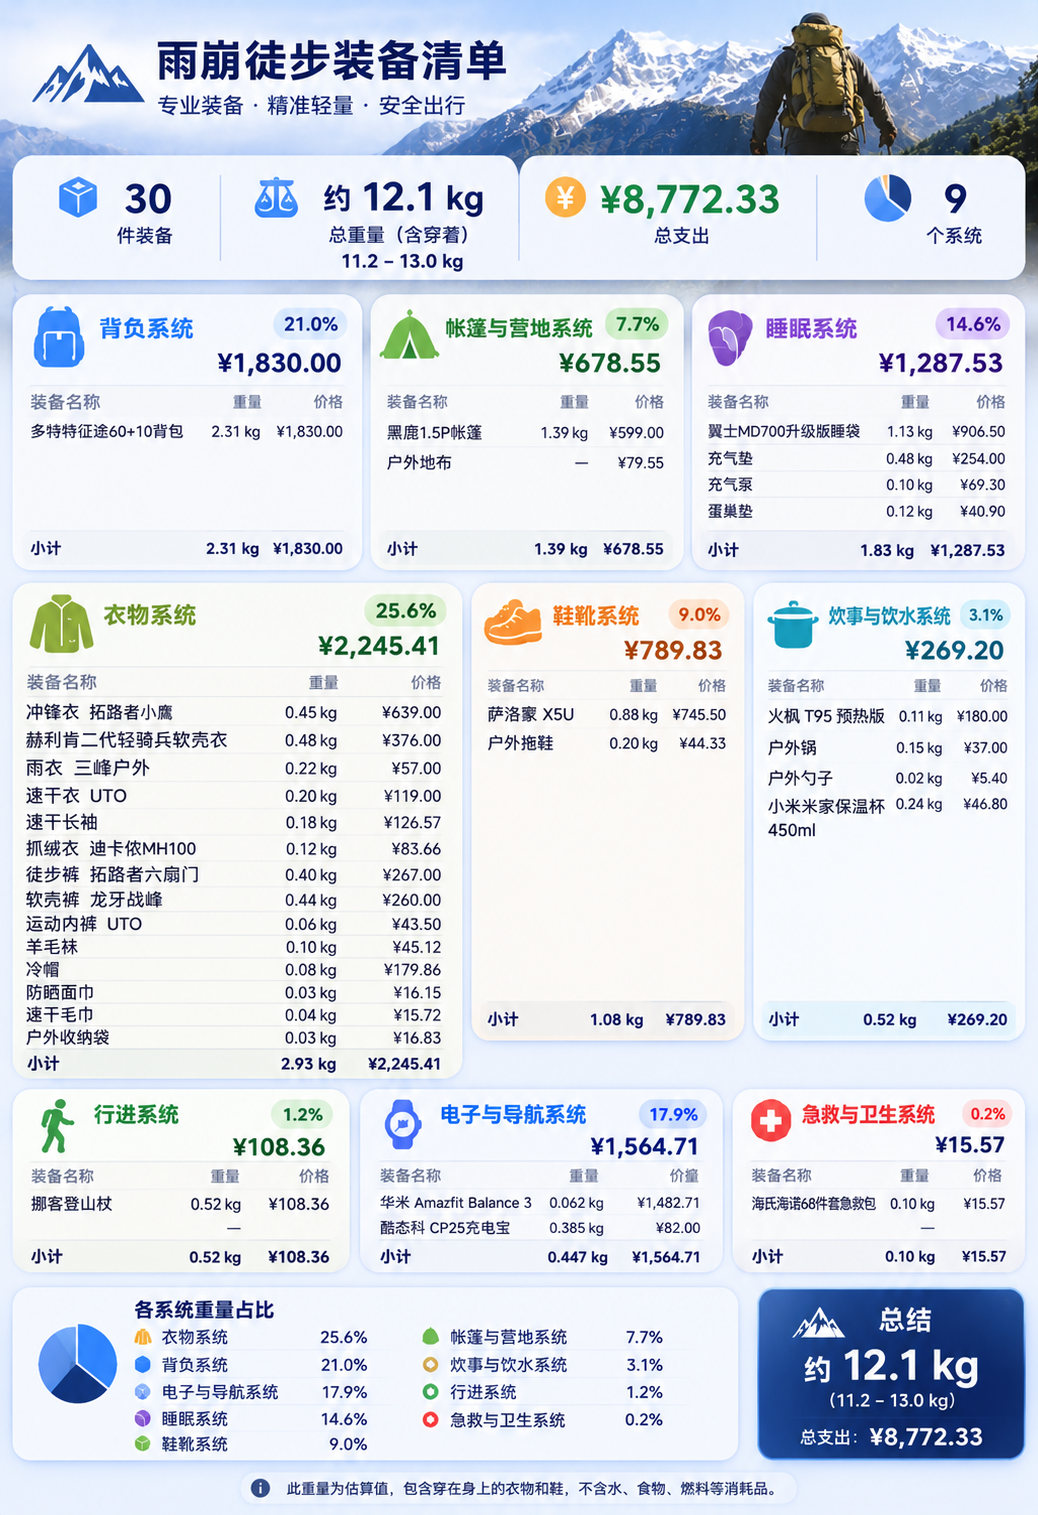 雨崩徒步装备清单
专业装备 · 精准轻量 · 安全出行
30
件装备
约 12.1 kg
总重量（含穿着）
11.2 – 13.0 kg
¥8,772.33
总支出
9
个系统
背负系统 21.0%
¥1,830.00
装备名称 重量 价格
多特特征途60+10背包 2.31 kg ¥1,830.00
小计 2.31 kg ¥1,830.00
帐篷与营地系统 7.7%
¥678.55
装备名称 重量 价格
黑鹿1.5P帐篷 1.39 kg ¥599.00
户外地布 — ¥79.55
小计 1.39 kg ¥678.55
睡眠系统 14.6%
¥1,287.53
装备名称 重量 价格
翼士MD700升级版睡袋 1.13 kg ¥906.50
充气垫 0.48 kg ¥254.00
充气泵 0.10 kg ¥69.30
蛋巢垫 0.12 kg ¥40.90
小计 1.83 kg ¥1,287.53
衣物系统 25.6%
¥2,245.41
装备名称 重量 价格
冲锋衣 拓路者小鹰 0.45 kg ¥639.00
赫利肯二代轻骑兵软壳衣 0.48 kg ¥376.00
雨衣 三峰户外 0.22 kg ¥57.00
速干衣 UTO 0.20 kg ¥119.00
速干长袖 0.18 kg ¥126.57
抓绒衣 迪卡侬MH100 0.12 kg ¥83.66
徒步裤 拓路者六扇门 0.40 kg ¥267.00
软壳裤 龙牙战峰 0.44 kg ¥260.00
运动内裤 UTO 0.06 kg ¥43.50
羊毛袜 0.10 kg ¥45.12
冷帽 0.08 kg ¥179.86
防晒面巾 0.03 kg ¥16.15
速干毛巾 0.04 kg ¥15.72
户外收纳袋 0.03 kg ¥16.83
小计 2.93 kg ¥2,245.41
鞋靴系统 9.0%
¥789.83
装备名称 重量 价格
萨洛蒙 X5U 0.88 kg ¥745.50
户外拖鞋 0.20 kg ¥44.33
小计 1.08 kg ¥789.83
炊事与饮水系统 3.1%
¥269.20
装备名称 重量 价格
火枫 T95 预热版 0.11 kg ¥180.00
户外锅 0.15 kg ¥37.00
户外勺子 0.02 kg ¥5.40
小米米家保温杯 0.24 kg ¥46.80
450ml
小计 0.52 kg ¥269.20
行进系统 1.2%
¥108.36
装备名称 重量 价格
挪客登山杖 0.52 kg ¥108.36
—
小计 0.52 kg ¥108.36
电子与导航系统 17.9%
¥1,564.71
装备名称 重量 价量
华米 Amazfit Balance 3 0.062 kg ¥1,482.71
酷态科 CP25充电宝 0.385 kg ¥82.00
小计 0.447 kg ¥1,564.71
急救与卫生系统 0.2%
¥15.57
装备名称 重量 价格
海氏海诺68件套急救包 0.10 kg ¥15.57
—
小计 0.10 kg ¥15.57
各系统重量占比
衣物系统 25.6%
背负系统 21.0%
电子与导航系统 17.9%
睡眠系统 14.6%
鞋靴系统 9.0%
帐篷与营地系统 7.7%
炊事与饮水系统 3.1%
行进系统 1.2%
急救与卫生系统 0.2%
总结
约 12.1 kg
（11.2 – 13.0 kg）
总支出：¥8,772.33
此重量为估算值，包含穿在身上的衣物和鞋，不含水、食物、燃料等消耗品。